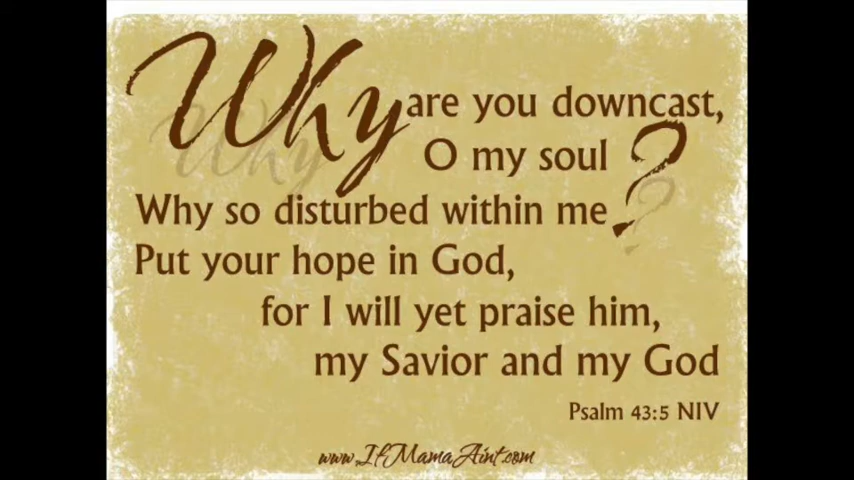 Why are you downcast,
O my soul ?
Why so disturbed within me
Put your hope in God,
for I will yet praise him,
my Savior and my God
Psalm 43:5 NIV
www.IfMamaAint.com